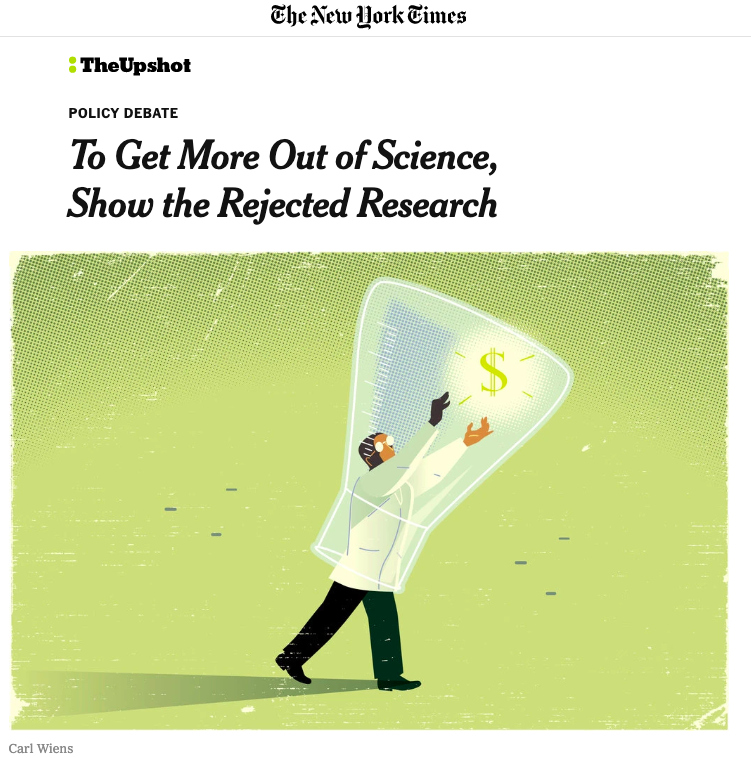 The New York Times
TheUpshot
POLICY DEBATE
To Get More Out of Science,
Show the Rejected Research
$
Carl Wiens